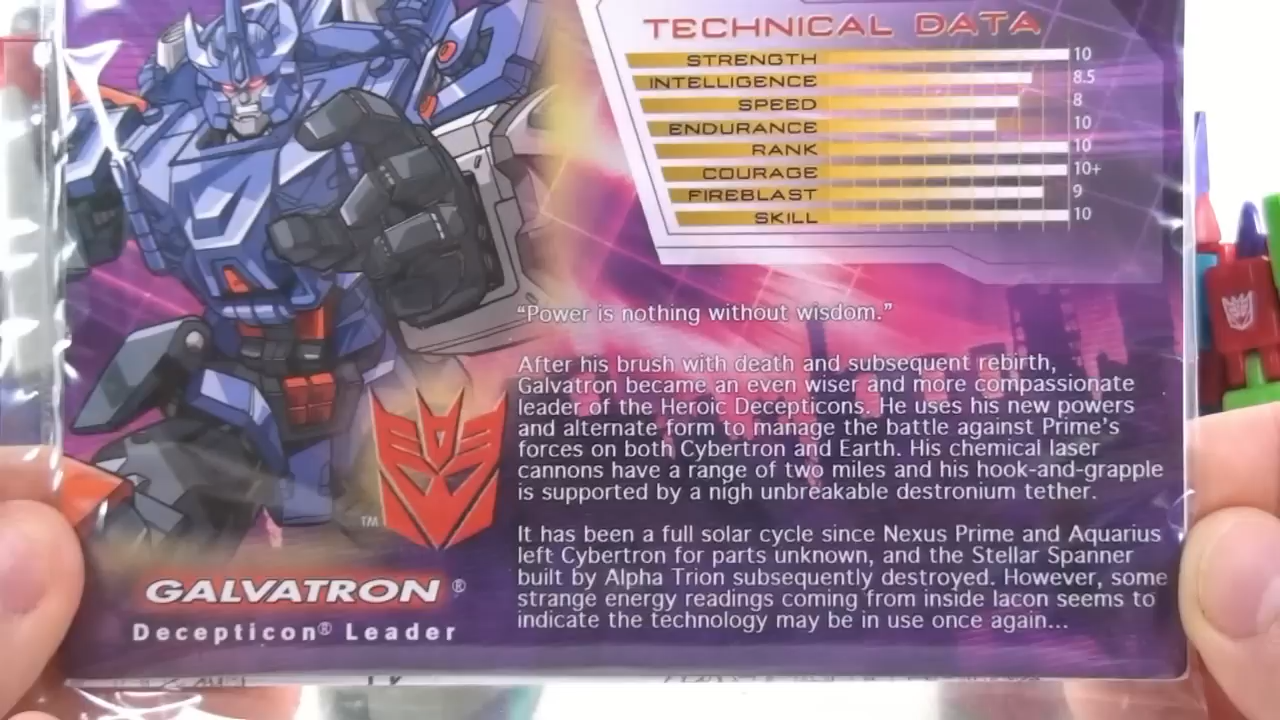 TECHNICAL DATA
STRENGTH 10
INTELLIGENCE 8.5
SPEED 8
ENDURANCE 10
RANK 10
COURAGE 10+
FIREBLAST 9
SKILL 10
“Power is nothing without wisdom.”
After his brush with death and subsequent rebirth,
Galvatron became an even wiser and more compassionate
leader of the Heroic Decepticons. He uses his new powers
and alternate form to manage the battle against Prime's
forces on both Cybertron and Earth. His chemical laser
cannons have a range of two miles and his hook-and-grapple
is supported by a nigh unbreakable destronium tether.
It has been a full solar cycle since Nexus Prime and Aquarius
left Cybertron for parts unknown, and the Stellar Spanner
built by Alpha Trion subsequently destroyed. However, some
strange energy readings coming from inside Iacon seems to
indicate the technology may be in use once again...
TM
GALVATRON ®
Decepticon® Leader